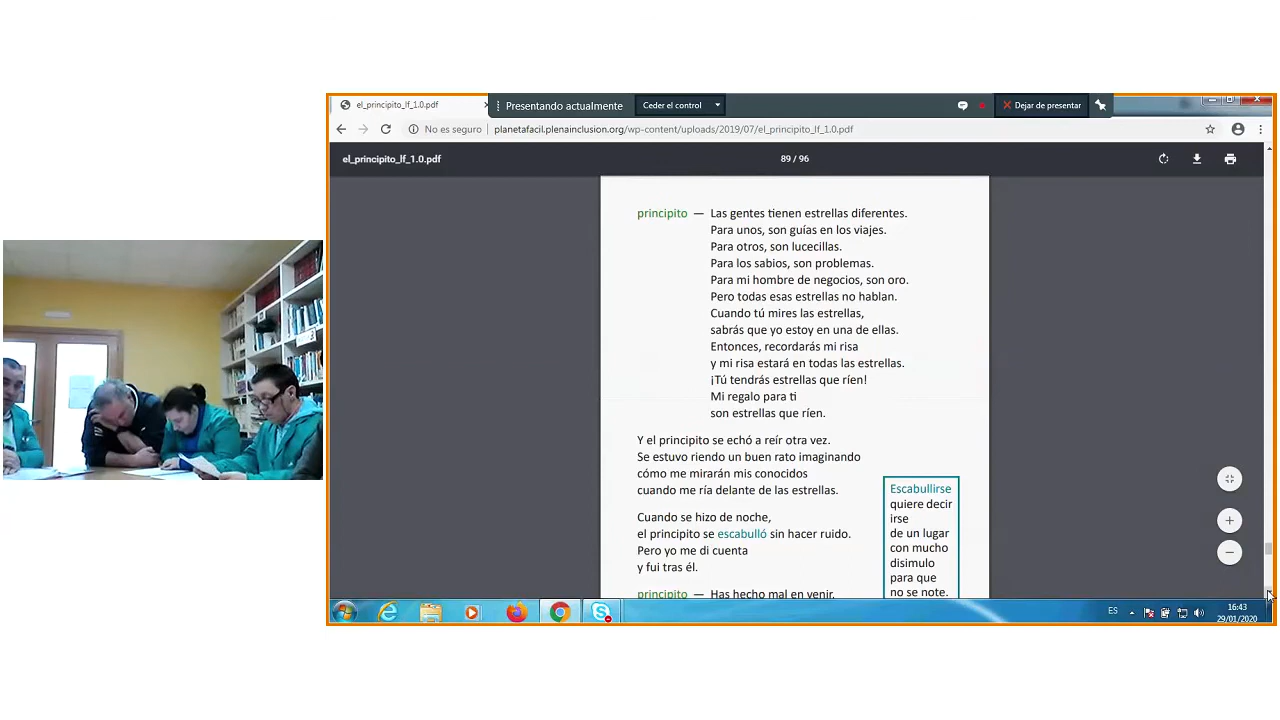 el_principito_lf_1.0.pdf
Presentando actualmente
Ceder el control
Dejar de presentar
No es seguro
planetafacil.plenainclusion.org/wp-content/uploads/2019/07/el_principito_lf_1.0.pdf
el_principito_lf_1.0.pdf
89 / 96
principito — Las gentes tienen estrellas diferentes.
Para unos, son guías en los viajes.
Para otros, son lucecillas.
Para los sabios, son problemas.
Para mi hombre de negocios, son oro.
Pero todas esas estrellas no hablan.
Cuando tú mires las estrellas,
sabrás que yo estoy en una de ellas.
Entonces, recordarás mi risa
y mi risa estará en todas las estrellas.
¡Tú tendrás estrellas que ríen!
Mi regalo para ti
son estrellas que ríen.
Y el principito se echó a reír otra vez.
Se estuvo riendo un buen rato imaginando
cómo me mirarán mis conocidos
cuando me ría delante de las estrellas.
Cuando se hizo de noche,
el principito se escabulló sin hacer ruido.
Pero yo me di cuenta
y fui tras él.
principito — Has hecho mal en venir.
Escabullirse
quiere decir
irse
de un lugar
con mucho
disimulo
para que
no se note.
ES
16:43
29/01/2020